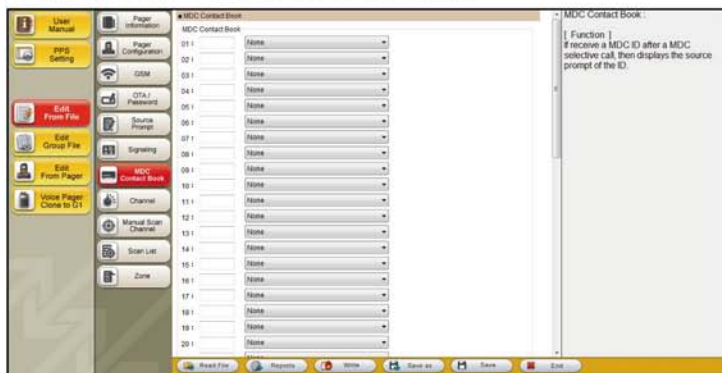 User
Manual
PPS
Setting
Edit
From File
Edit
Group File
Edit
From Pager
Voice Pager
Clone to G1
Pager
Information
Pager
Configuration
GSM
OTA /
Password
Source
Prompt
Signaling
MDC
Contact Book
Channel
Manual Scan
Channel
Scan List
Zone
■ MDC Contact Book
MDC Contact Book
01 : None
02 : None
03 : None
04 : None
05 : None
06 : None
07 : None
08 : None
09 : None
10 : None
11 : None
12 : None
13 : None
14 : None
15 : None
16 : None
17 : None
18 : None
19 : None
20 : None
Read File
Reports
Write
Save as
Save
End
MDC Contact Book :
[ Function ]
If receive a MDC ID after a MDC
selective call, then displays the source
prompt of the ID.